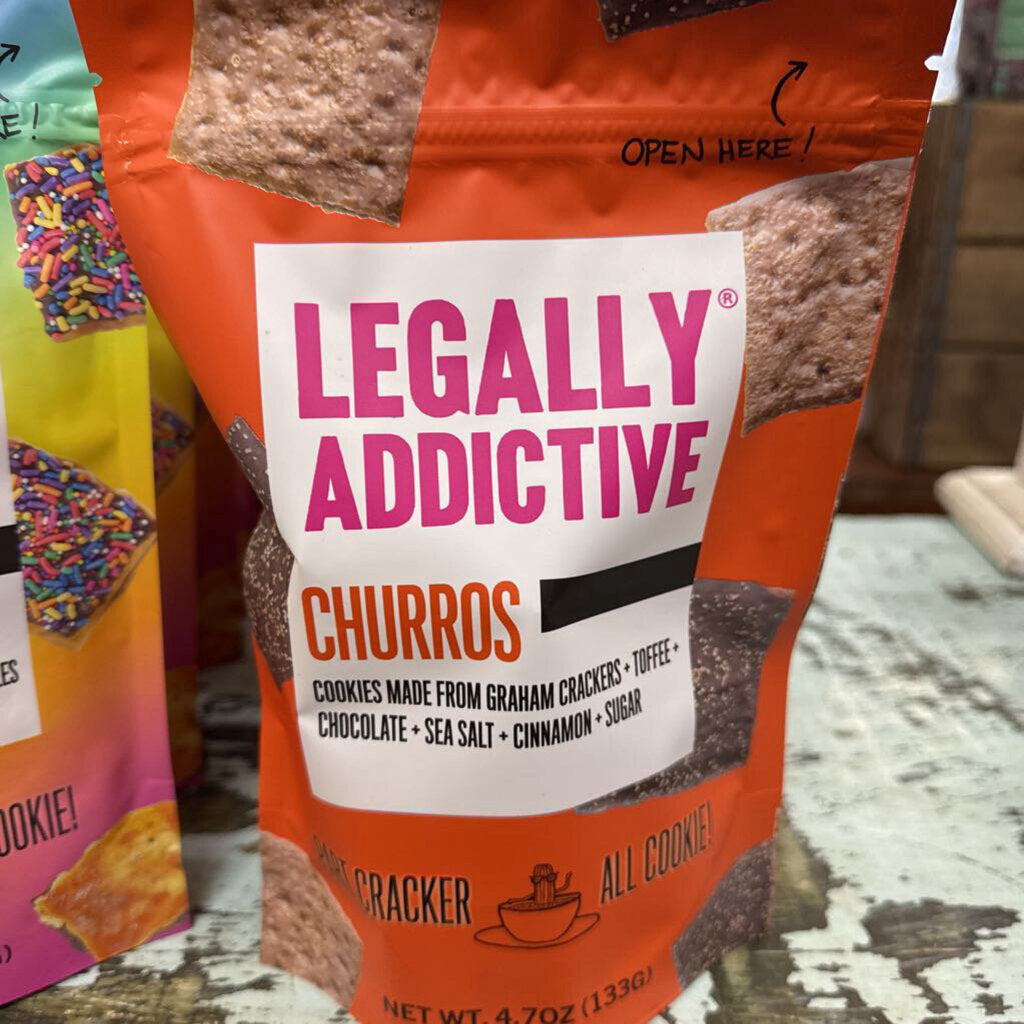 OPEN HERE!
LEGALLY®
ADDICTIVE
CHURROS
COOKIES MADE FROM GRAHAM CRACKERS + TOFFEE +
CHOCOLATE + SEA SALT + CINNAMON + SUGAR
CRACKER
ALL COOKIE!
NET WT. 4.7OZ (133G)